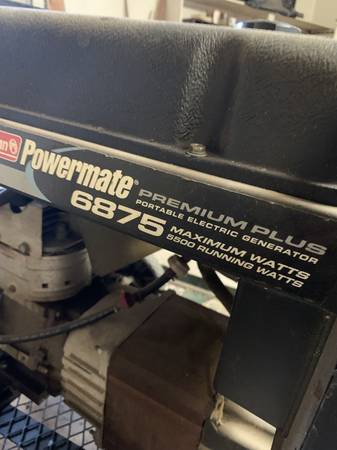 Powermate® PREMIUM PLUS
PORTABLE ELECTRIC GENERATOR
6875 MAXIMUM WATTS
5500 RUNNING WATTS